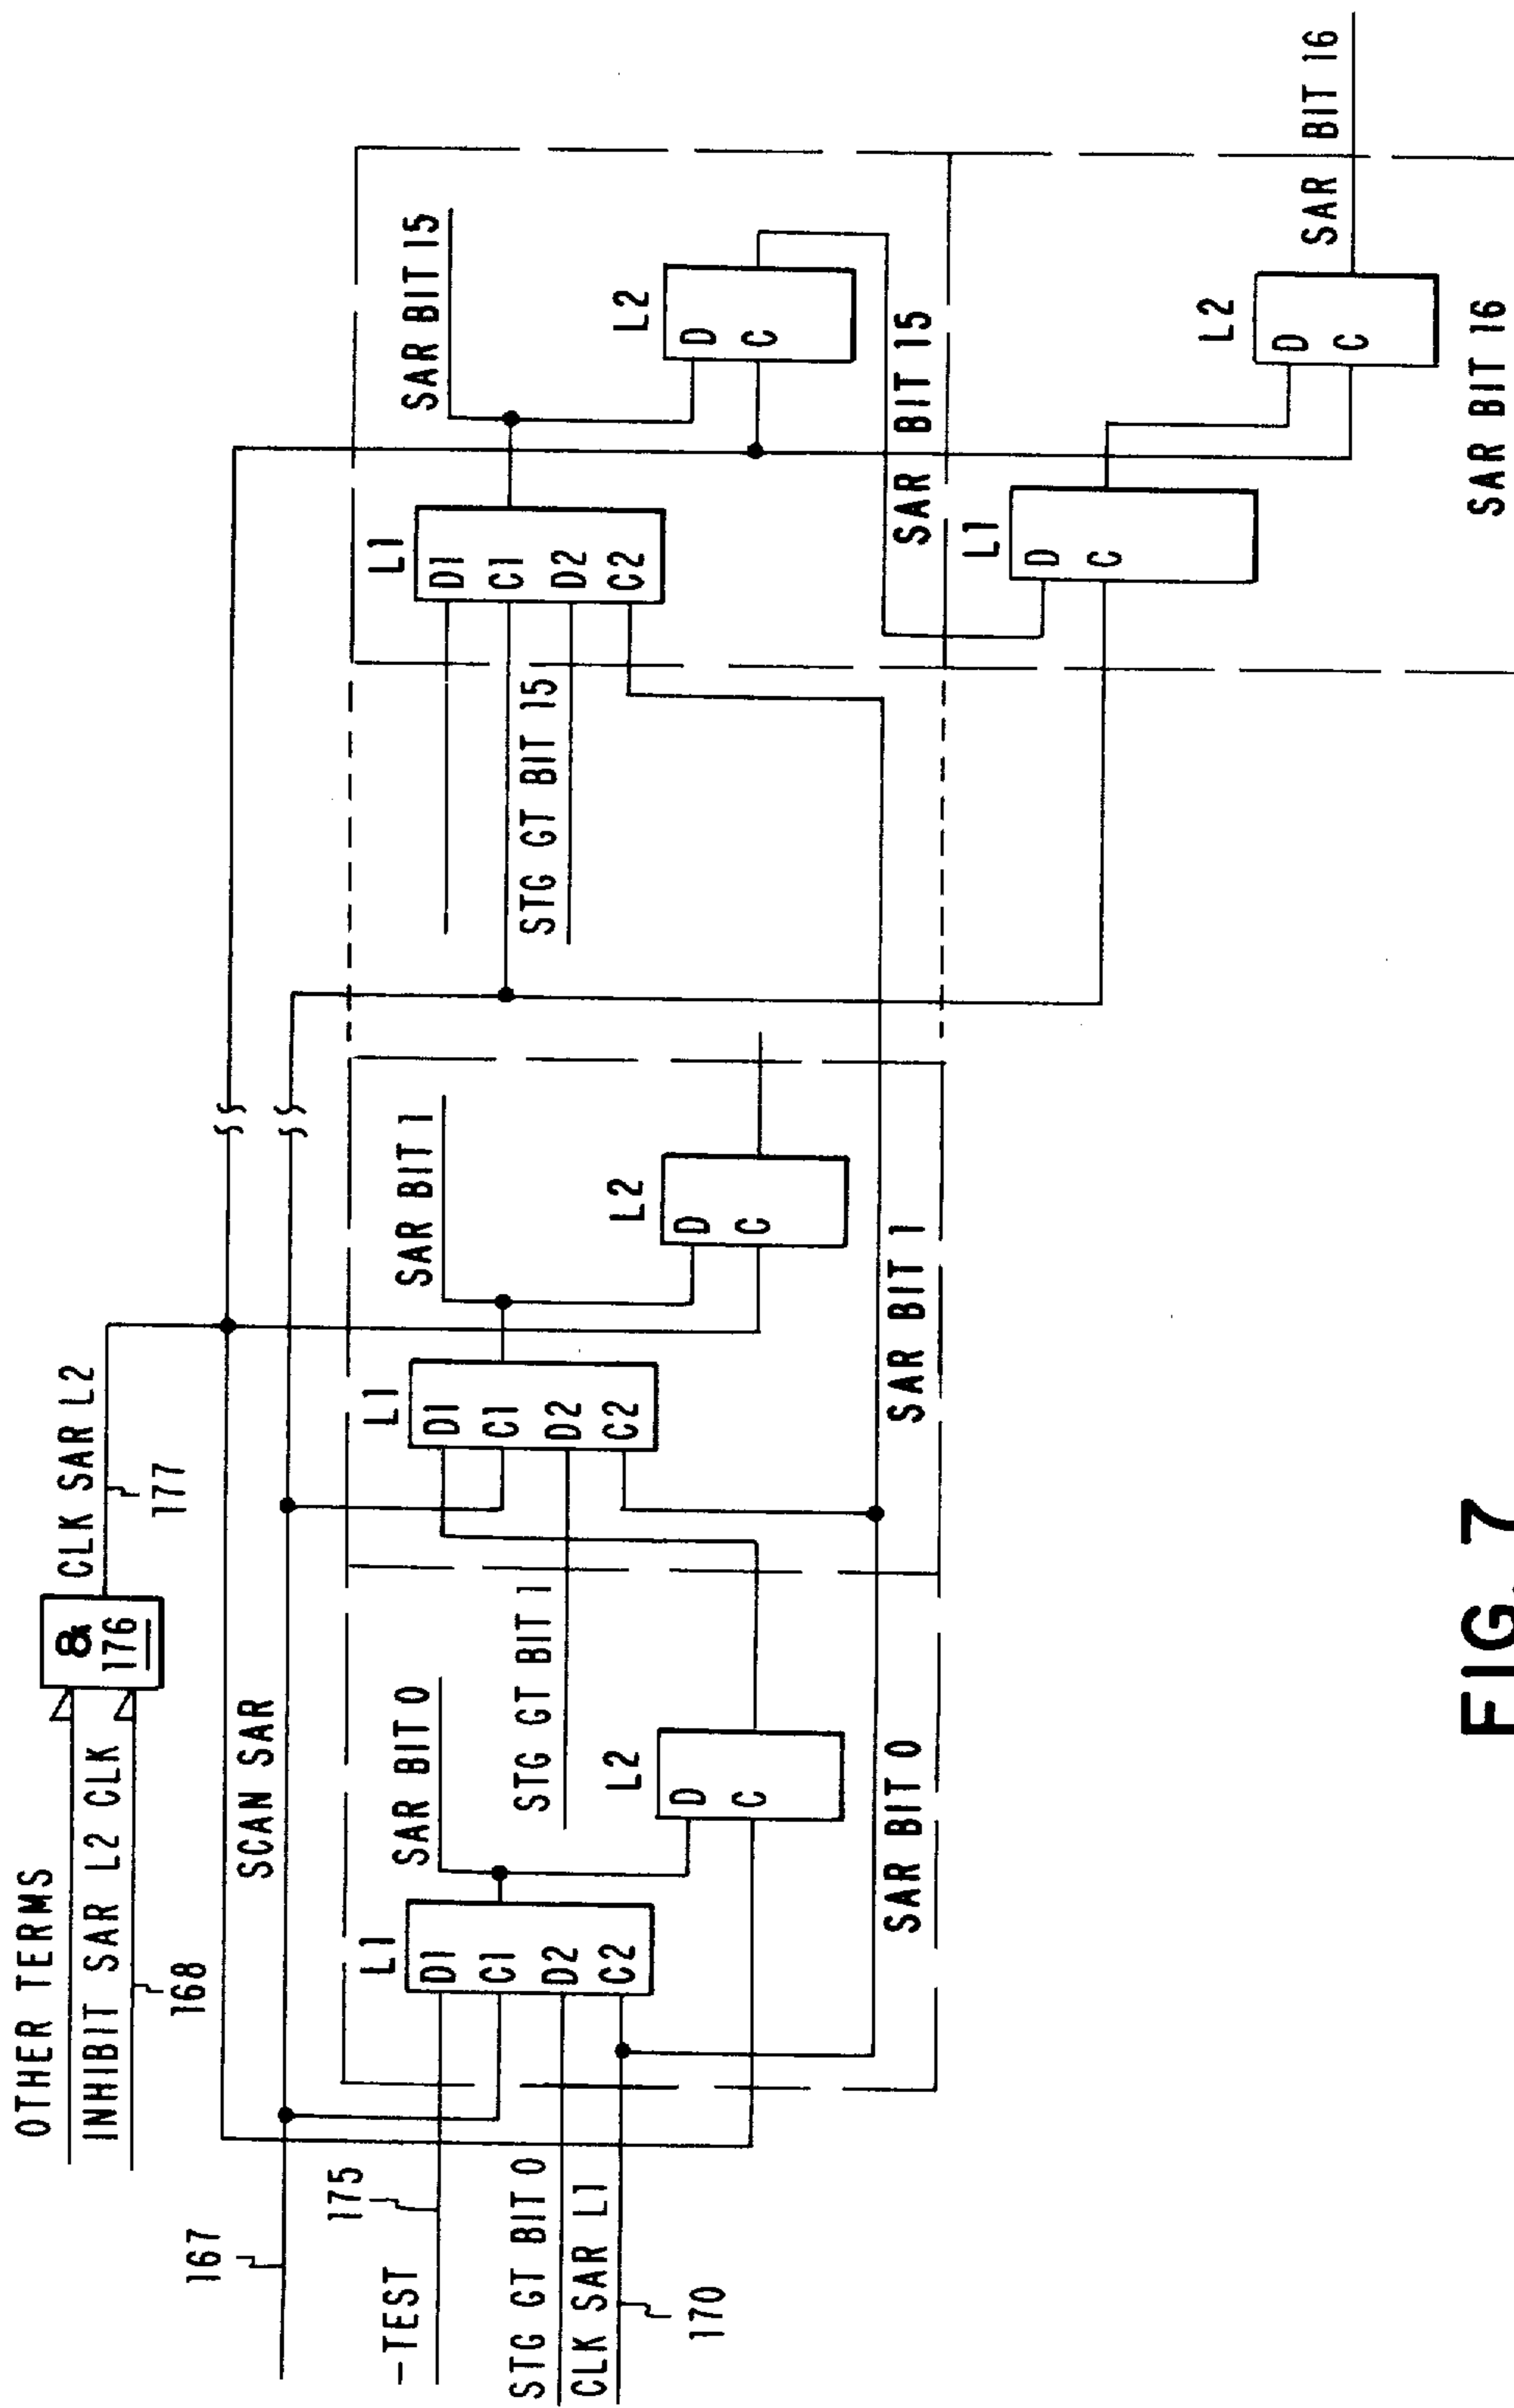 OTHER TERMS
INHIBIT SAR L2 CLK
168
&
176
CLK SAR L2
177
SCAN SAR
167
-TEST
175
STG GT BIT 0
CLK SAR L1
170
L1
D1
C1
D2
C2
SAR BIT 0
L2
D
C
SAR BIT 0
STG GT BIT 1
L1
D1
C1
D2
C2
SAR BIT 1
L2
D
C
SAR BIT 1
STG GT BIT 15
L1
D1
C1
D2
C2
SAR BIT 15
L2
D
C
SAR BIT 15
L1
D
C
L2
D
C
SAR BIT 16
SAR BIT 16
FIG. 7